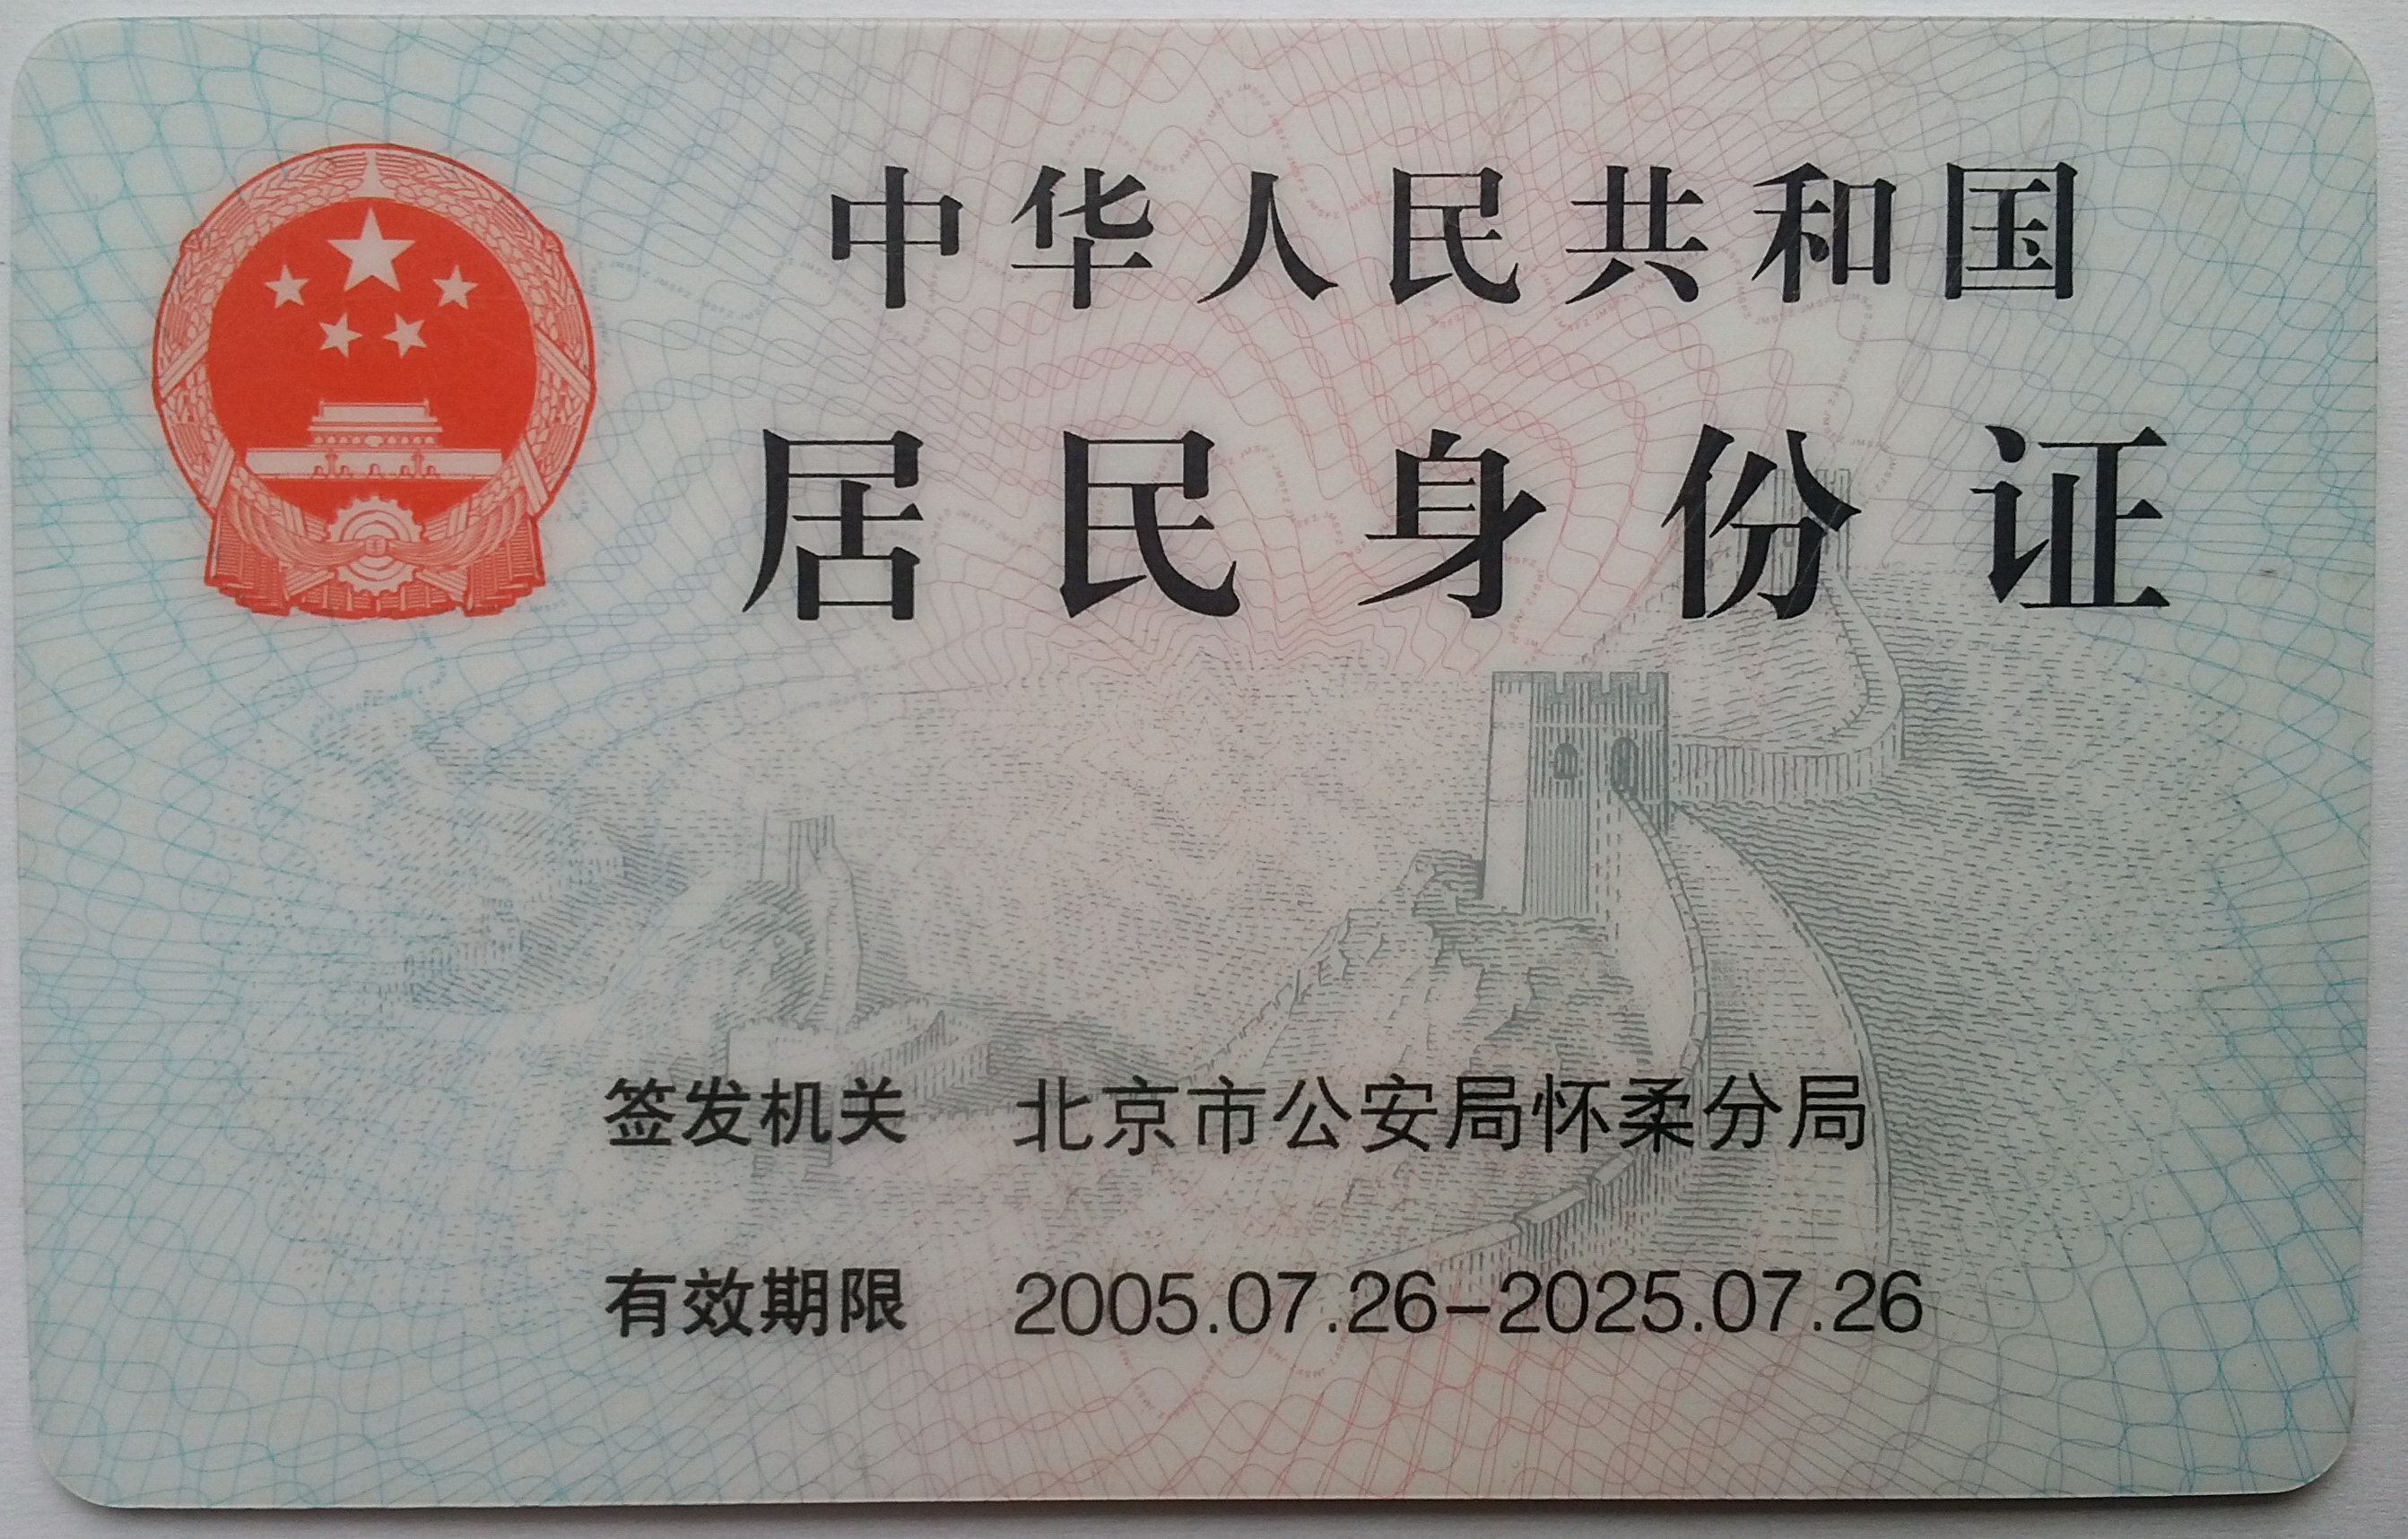 中华人民共和国
居民身份证
签发机关 北京市公安局怀柔分局
有效期限 2005.07.26-2025.07.26